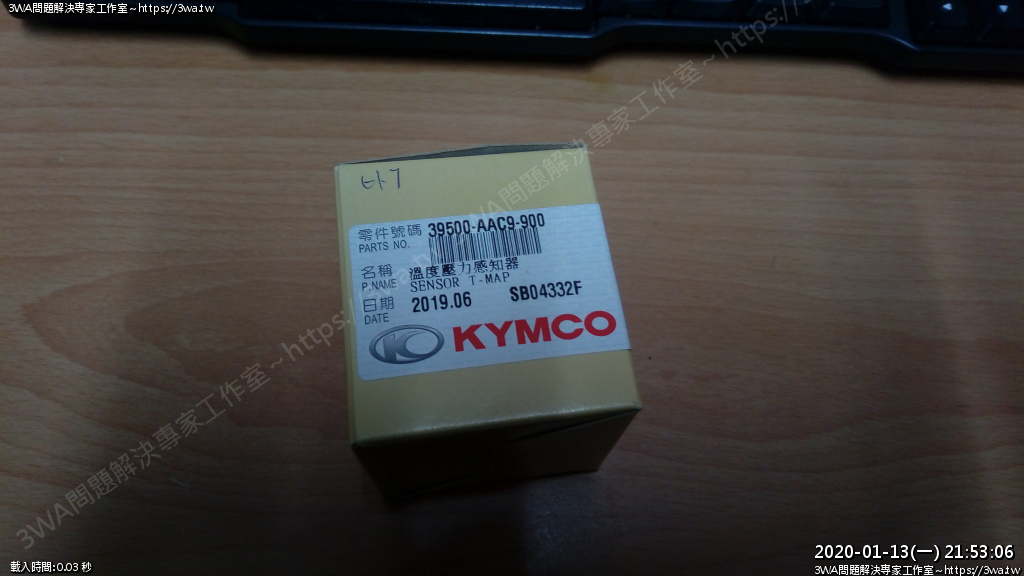 3WA問題解決專家工作室~https://3wa.tw
零件號碼 39500-AAC9-900
PARTS NO.
名稱 溫度壓力感知器
P.NAME SENSOR T-MAP
日期 2019.06 SB04332F
DATE
KYMCO
3WA問題解決專家工作室~https://3wa.tw
載入時間:0.03 秒
2020-01-13(一) 21:53:06
3WA問題解決專家工作室~https://3wa.tw